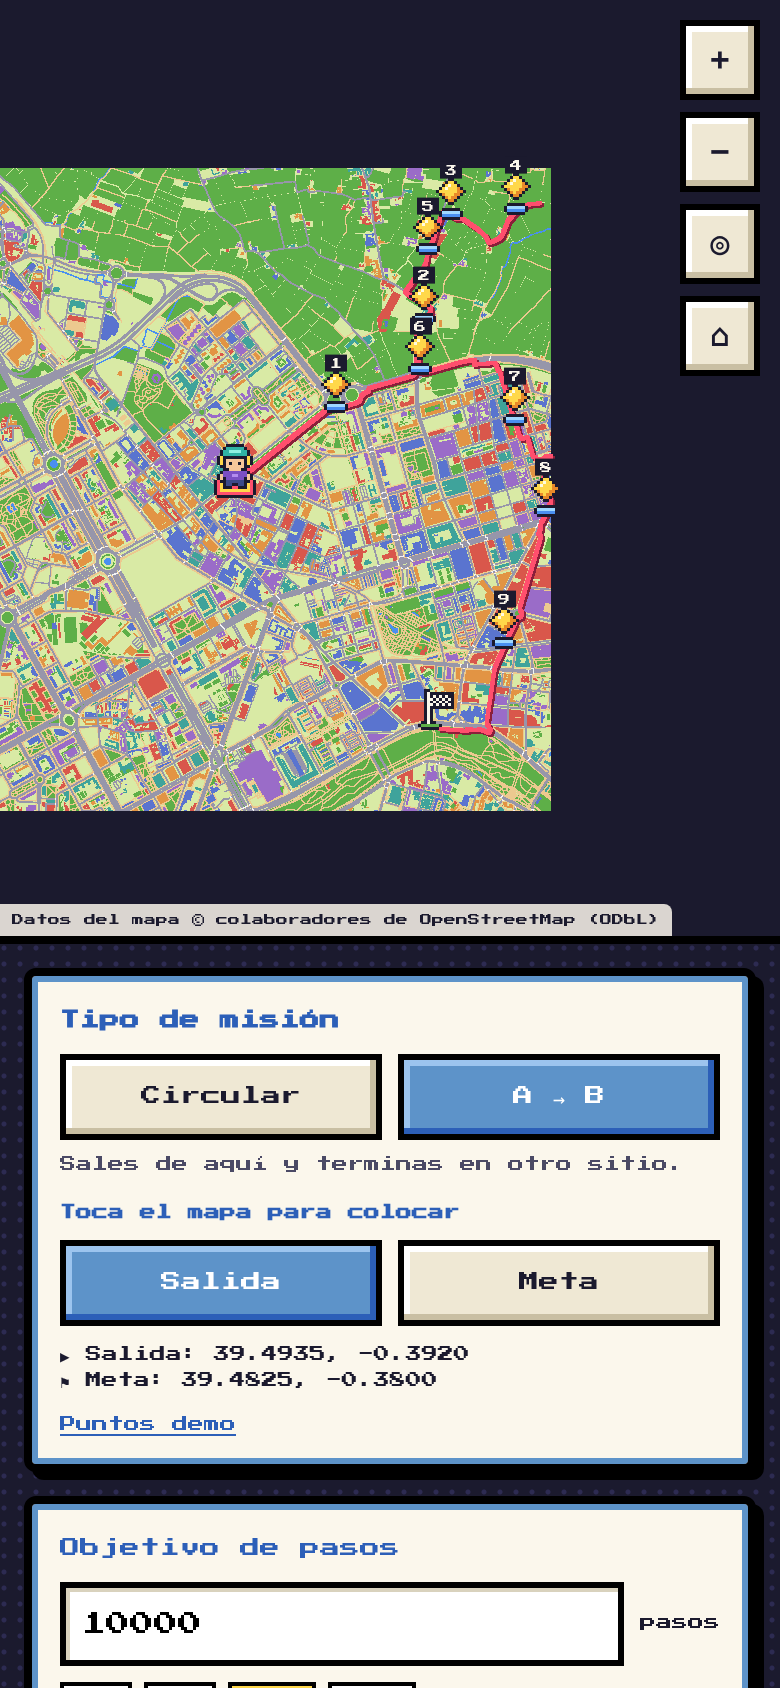 +
−
3
4
5
2
6
1
7
8
9
Datos del mapa © colaboradores de OpenStreetMap (ODbL)
Tipo de misión
Circular
A → B
Sales de aquí y terminas en otro sitio.
Toca el mapa para colocar
Salida
Meta
Salida: 39.4935, -0.3920
Meta: 39.4825, -0.3800
Puntos demo
Objetivo de pasos
10000
pasos